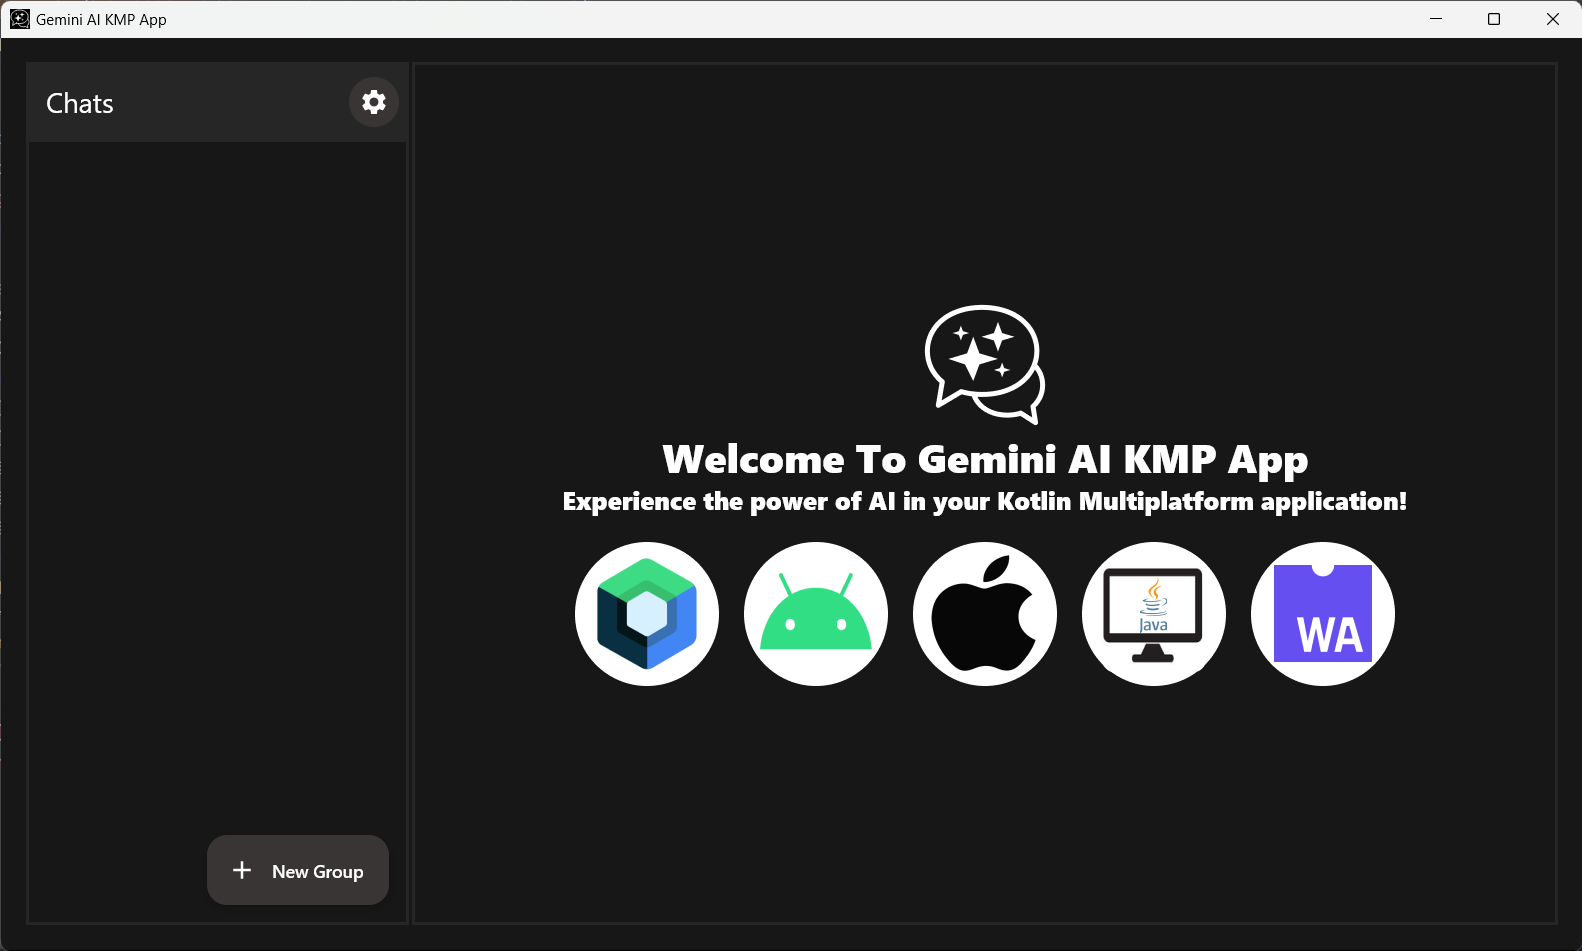 Gemini AI KMP App
Chats
Welcome To Gemini AI KMP App
Experience the power of AI in your Kotlin Multiplatform application!
Java
WA
New Group